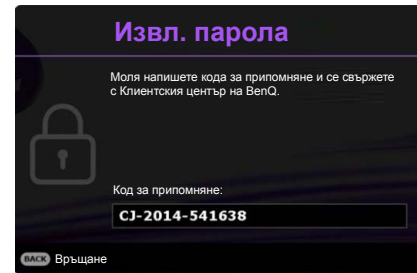 Извл. парола
Моля напишете кода за припомняне и се свържете
с Клиентския център на BenQ.
Код за припомняне:
CJ-2014-541638
BACK Връщане